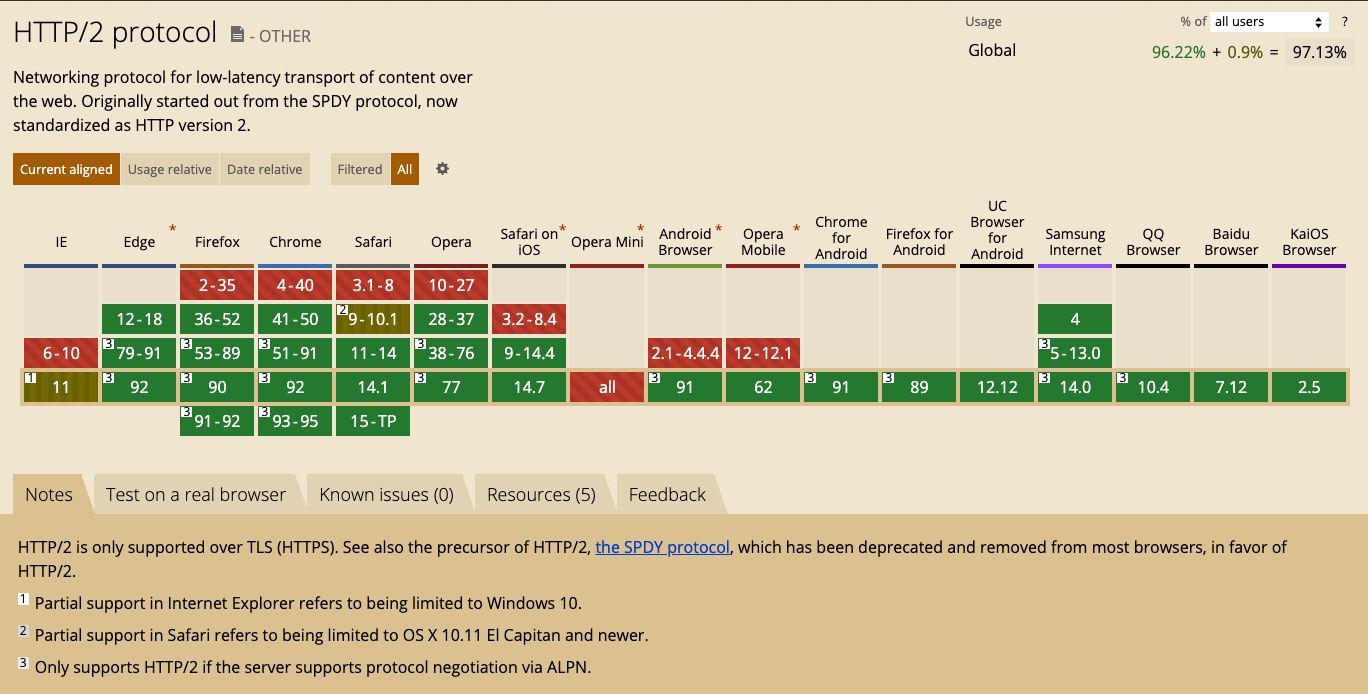 HTTP/2 protocol - OTHER
Usage % of all users ?
Global 96.22% + 0.9% = 97.13%
Networking protocol for low-latency transport of content over
the web. Originally started out from the SPDY protocol, now
standardized as HTTP version 2.
Current aligned Usage relative Date relative Filtered All
IE Edge * Firefox Chrome Safari Opera Safari on iOS * Opera Mini * Android Browser * Opera Mobile * Chrome for Android Firefox for Android UC Browser for Android Samsung Internet QQ Browser Baidu Browser KaiOS Browser
2-35 4-40 3.1-8 10-27
12-18 36-52 41-50 2 9-10.1 28-37 3.2-8.4 4
6-10 3 79-91 3 53-89 3 51-91 11-14 3 38-76 9-14.4 2.1-4.4.4 12-12.1 3 5-13.0
1 11 3 92 3 90 3 92 14.1 3 77 14.7 all 3 91 62 3 91 3 89 12.12 3 14.0 3 10.4 7.12 2.5
3 91-92 3 93-95 15-TP
Notes Test on a real browser Known issues (0) Resources (5) Feedback
HTTP/2 is only supported over TLS (HTTPS). See also the precursor of HTTP/2, the SPDY protocol, which has been deprecated and removed from most browsers, in favor of
HTTP/2.
1 Partial support in Internet Explorer refers to being limited to Windows 10.
2 Partial support in Safari refers to being limited to OS X 10.11 El Capitan and newer.
3 Only supports HTTP/2 if the server supports protocol negotiation via ALPN.